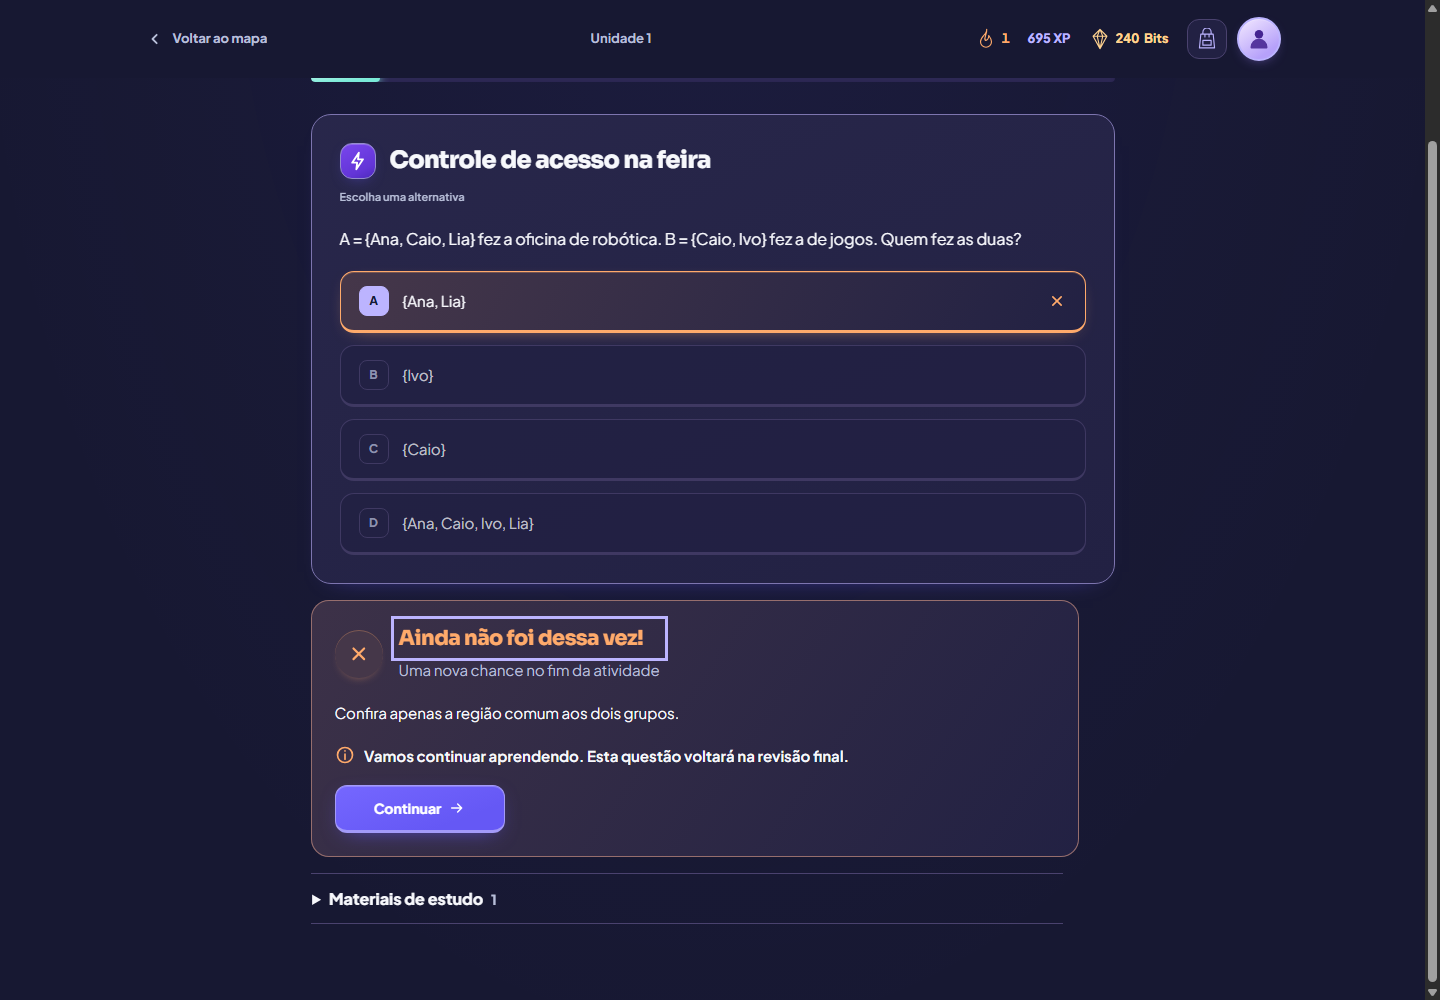 Voltar ao mapa
Unidade 1
1
695 XP
240 Bits
Controle de acesso na feira
Escolha uma alternativa
A = {Ana, Caio, Lia} fez a oficina de robótica. B = {Caio, Ivo} fez a de jogos. Quem fez as duas?
A {Ana, Lia}
B {Ivo}
C {Caio}
D {Ana, Caio, Ivo, Lia}
Ainda não foi dessa vez!
Uma nova chance no fim da atividade
Confira apenas a região comum aos dois grupos.
Vamos continuar aprendendo. Esta questão voltará na revisão final.
Continuar
Materiais de estudo 1